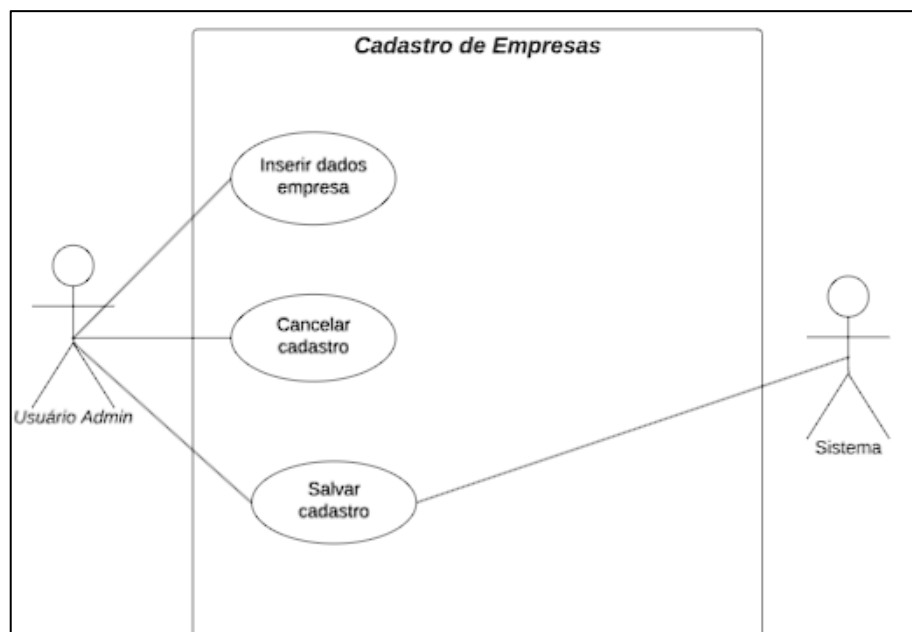 Cadastro de Empresas
Inserir dados
empresa
Cancelar
cadastro
Usuário Admin
Sistema
Salvar
cadastro